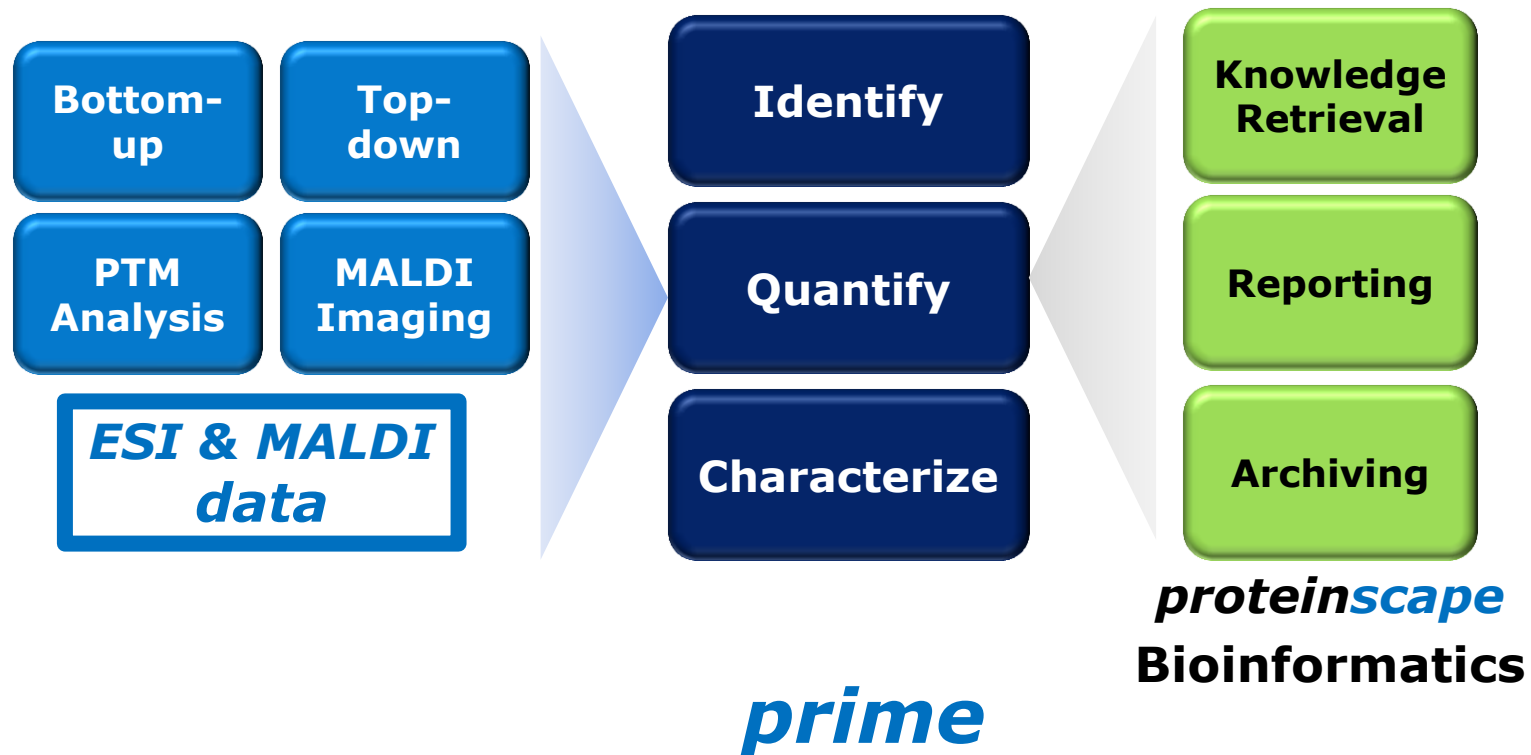 Bottom-
up
Top-
down
PTM
Analysis
MALDI
Imaging
ESI & MALDI
data
Identify
Quantify
Characterize
prime
Knowledge
Retrieval
Reporting
Archiving
proteinscape
Bioinformatics